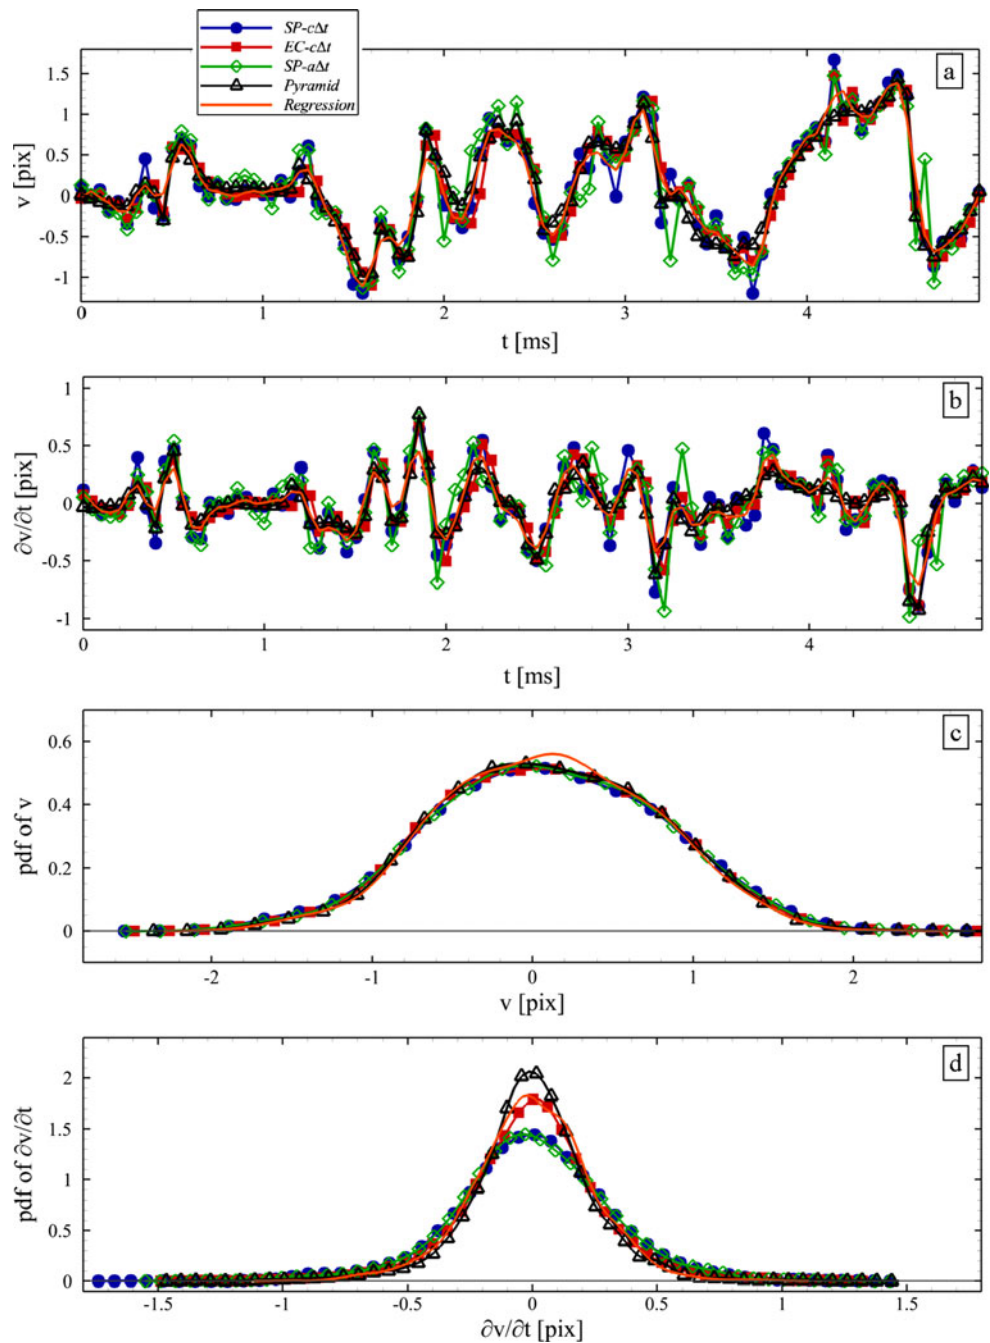 SP-cΔt
EC-cΔt
SP-aΔt
Pyramid
Regression
a
v [pix]
1.5
1
0.5
0
-0.5
-1
0 1 2 3 4
t [ms]
b
∂v/∂t [pix]
1
0.5
0
-0.5
-1
0 1 2 3 4
t [ms]
c
pdf of v
0.6
0.4
0.2
0
-2 -1 0 1 2
v [pix]
d
pdf of ∂v/∂t
2
1.5
1
0.5
0
-1.5 -1 -0.5 0 0.5 1 1.5
∂v/∂t [pix]